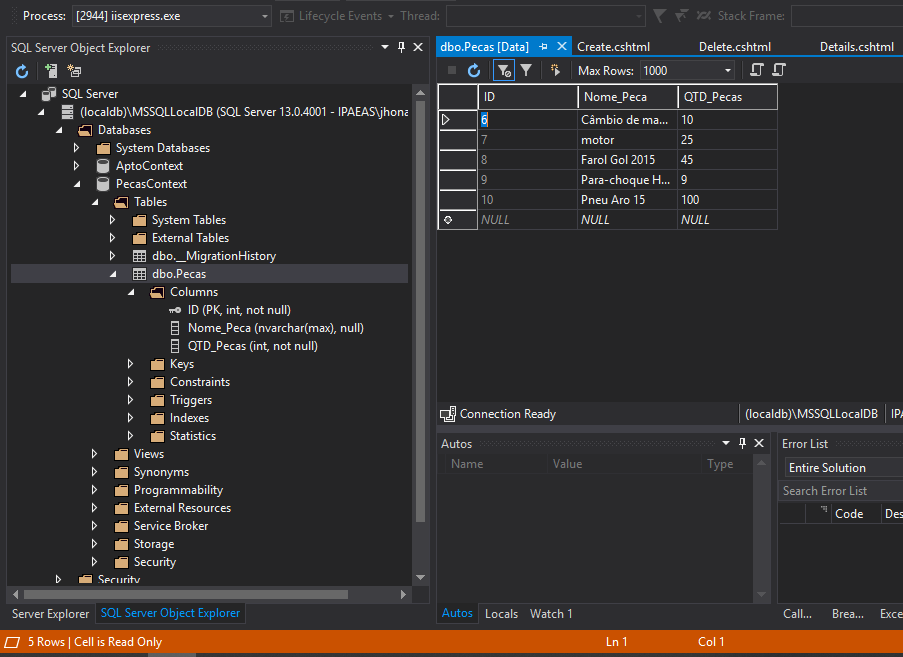 Process: [2944] iisexpress.exe Lifecycle Events Thread: Stack Frame:
SQL Server Object Explorer
SQL Server
(localdb)\MSSQLLocalDB (SQL Server 13.0.4001 - IPAEAS\jhona
Databases
System Databases
AptoContext
PecasContext
Tables
System Tables
External Tables
dbo.__MigrationHistory
dbo.Pecas
Columns
ID (PK, int, not null)
Nome_Peca (nvarchar(max), null)
QTD_Pecas (int, not null)
Keys
Constraints
Triggers
Indexes
Statistics
Views
Synonyms
Programmability
External Resources
Service Broker
Storage
Security
Security
Server Explorer SQL Server Object Explorer
dbo.Pecas [Data] Create.cshtml Delete.cshtml Details.cshtml
Max Rows: 1000
ID Nome_Peca QTD_Pecas
6 Câmbio de ma... 10
7 motor 25
8 Farol Gol 2015 45
9 Para-choque H... 9
10 Pneu Aro 15 100
NULL NULL NULL
Connection Ready (localdb)\MSSQLLocalDB IPA
Autos
Name Value Type
Autos Locals Watch 1
Error List
Entire Solution
Search Error List
Code Des
Call... Brea... Exce
5 Rows | Cell is Read Only Ln 1 Col 1